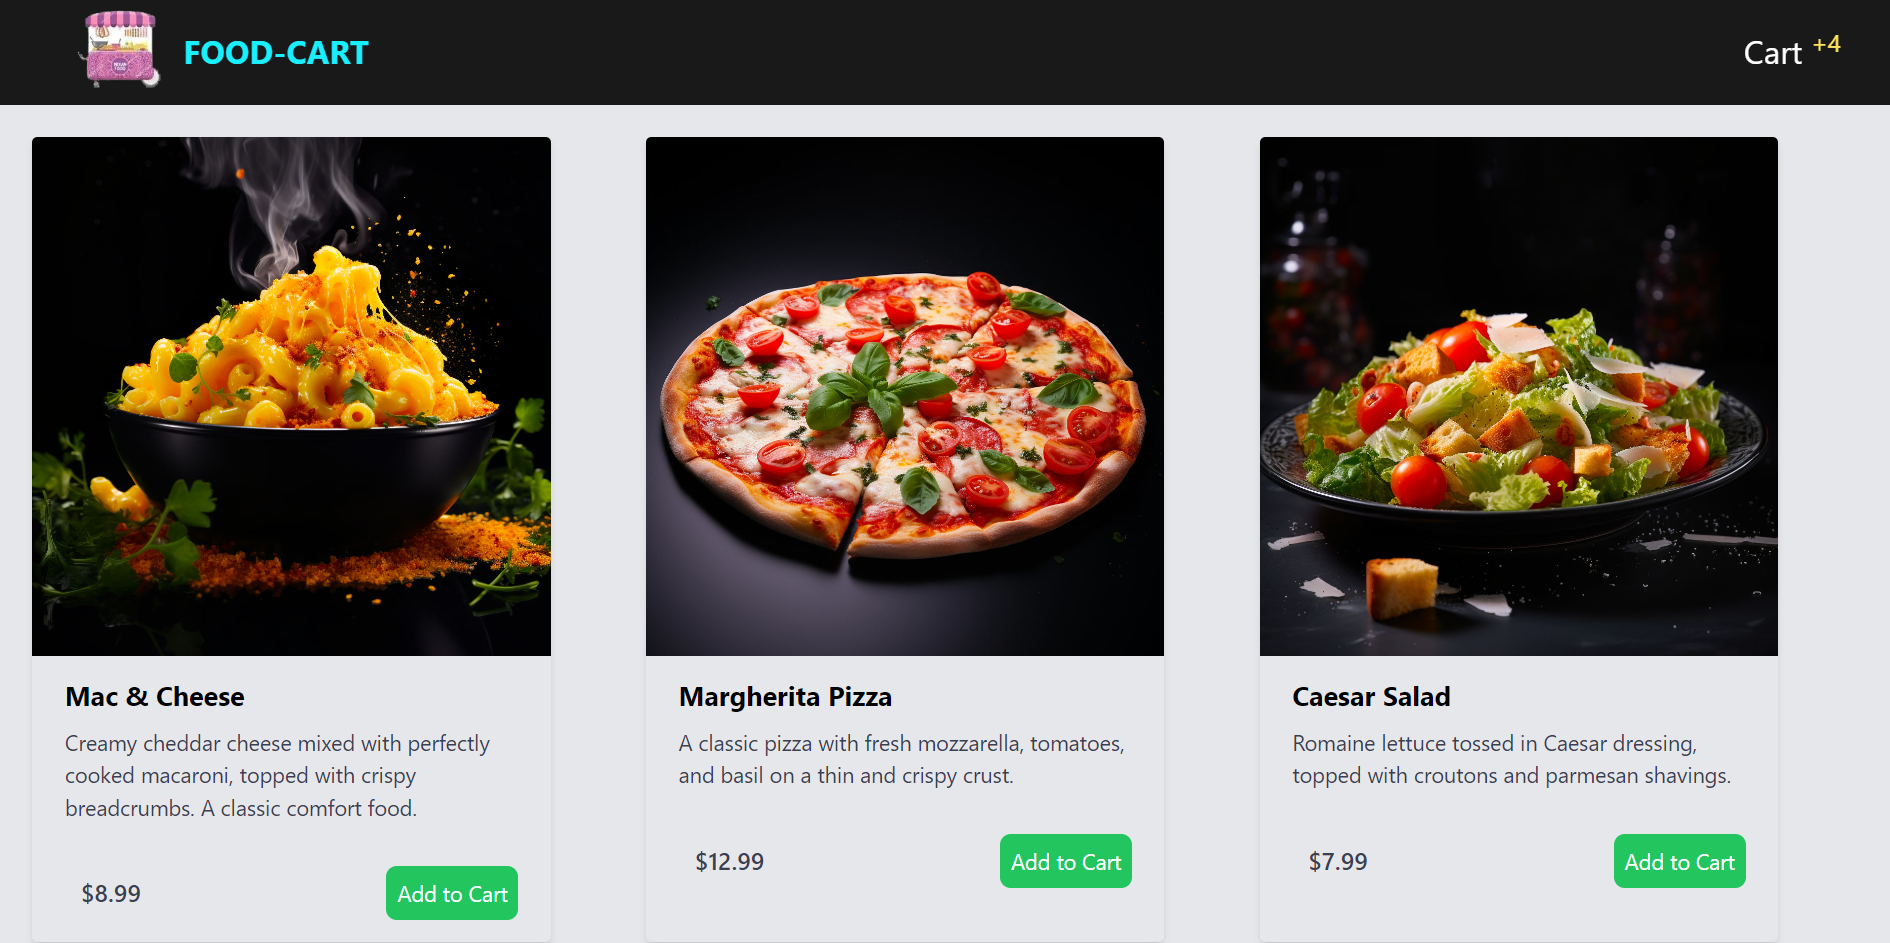 FOOD-CART
Cart +4
Mac & Cheese
Creamy cheddar cheese mixed with perfectly
cooked macaroni, topped with crispy
breadcrumbs. A classic comfort food.
$8.99
Add to Cart
Margherita Pizza
A classic pizza with fresh mozzarella, tomatoes,
and basil on a thin and crispy crust.
$12.99
Add to Cart
Caesar Salad
Romaine lettuce tossed in Caesar dressing,
topped with croutons and parmesan shavings.
$7.99
Add to Cart